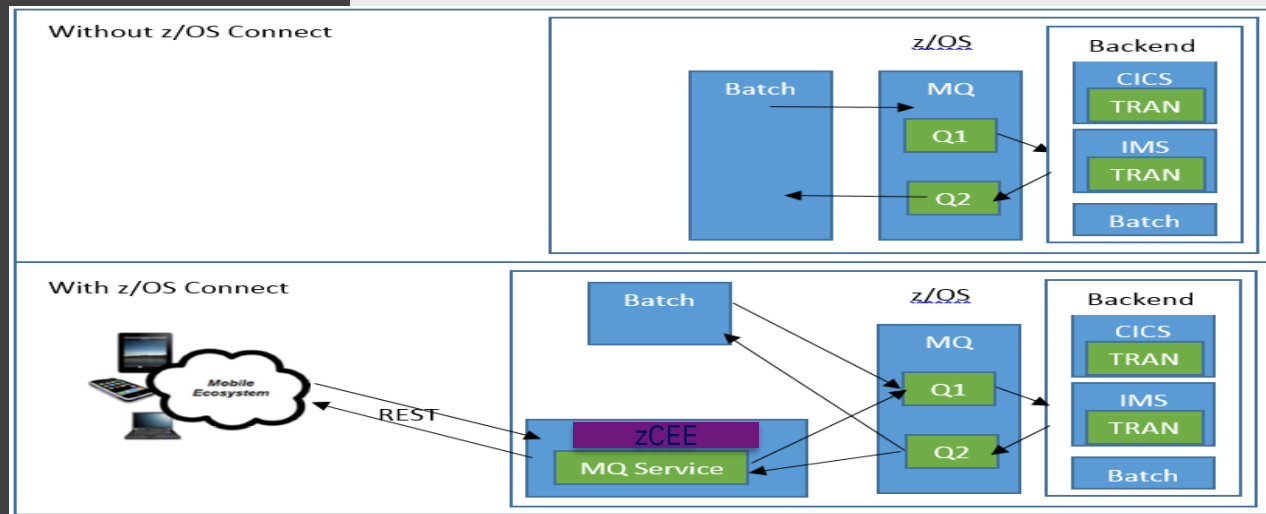 Without z/OS Connect
z/OS
Backend
Batch
MQ
CICS
TRAN
Q1
IMS
TRAN
Q2
Batch
With z/OS Connect
Batch
z/OS
Backend
MQ
CICS
TRAN
Mobile
Ecosystem
Q1
REST
IMS
TRAN
zCEE
Q2
MQ Service
Batch